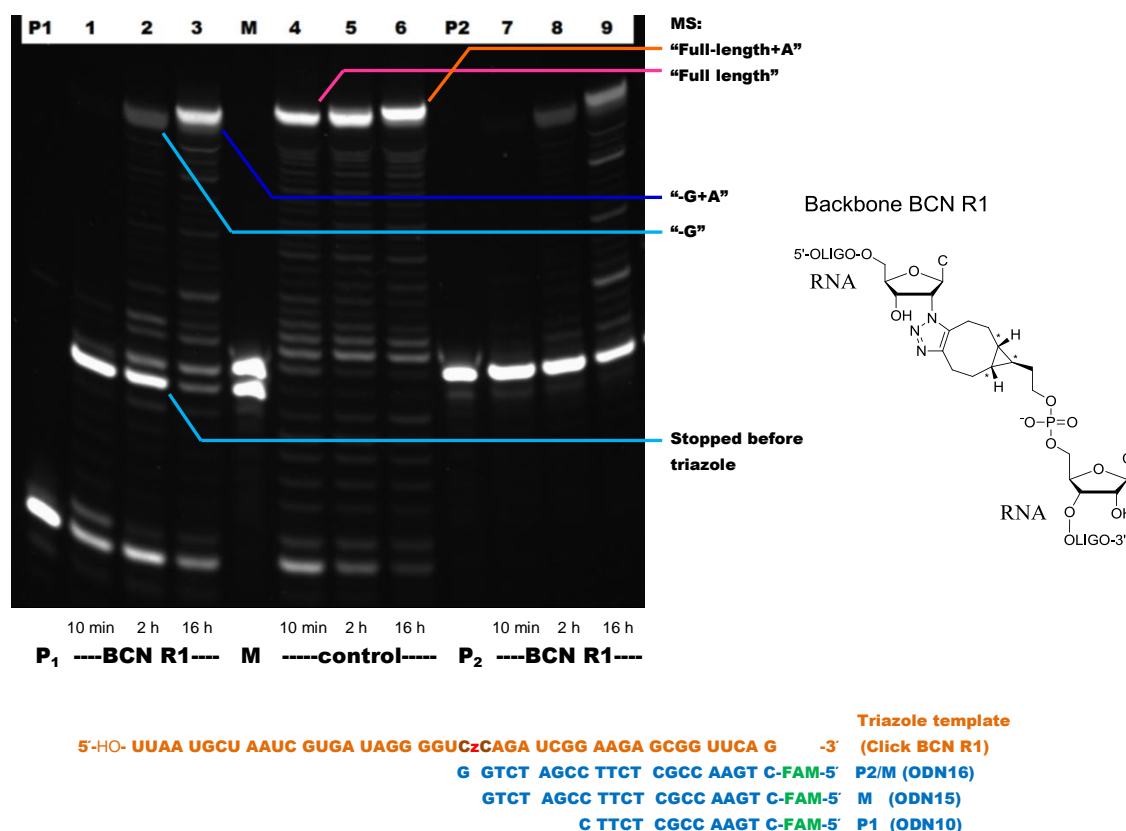 P1 1 2 3 M 4 5 6 P2 7 8 9
MS:
“Full-length+A”
“Full length”
“-G+A”
“-G”
Stopped before
triazole
Backbone BCN R1
5'-OLIGO-O
O
C
RNA
OH
N
N
N
H
*
*
*
H
O
-O-P=O
O
O
C
RNA
O
OH
OLIGO-3'
10 min 2 h 16 h 10 min 2 h 16 h 10 min 2 h 16 h
P1 ----BCN R1---- M -----control----- P2 ----BCN R1----
Triazole template
5´-HO- UUAA UGCU AAUC GUGA UAGG GGUCzCAGA UCGG AAGA GCGG UUCA G -3´ (Click BCN R1)
G GTCT AGCC TTCT CGCC AAGT C-FAM-5´ P2/M (ODN16)
GTCT AGCC TTCT CGCC AAGT C-FAM-5´ M (ODN15)
C TTCT CGCC AAGT C-FAM-5´ P1 (ODN10)